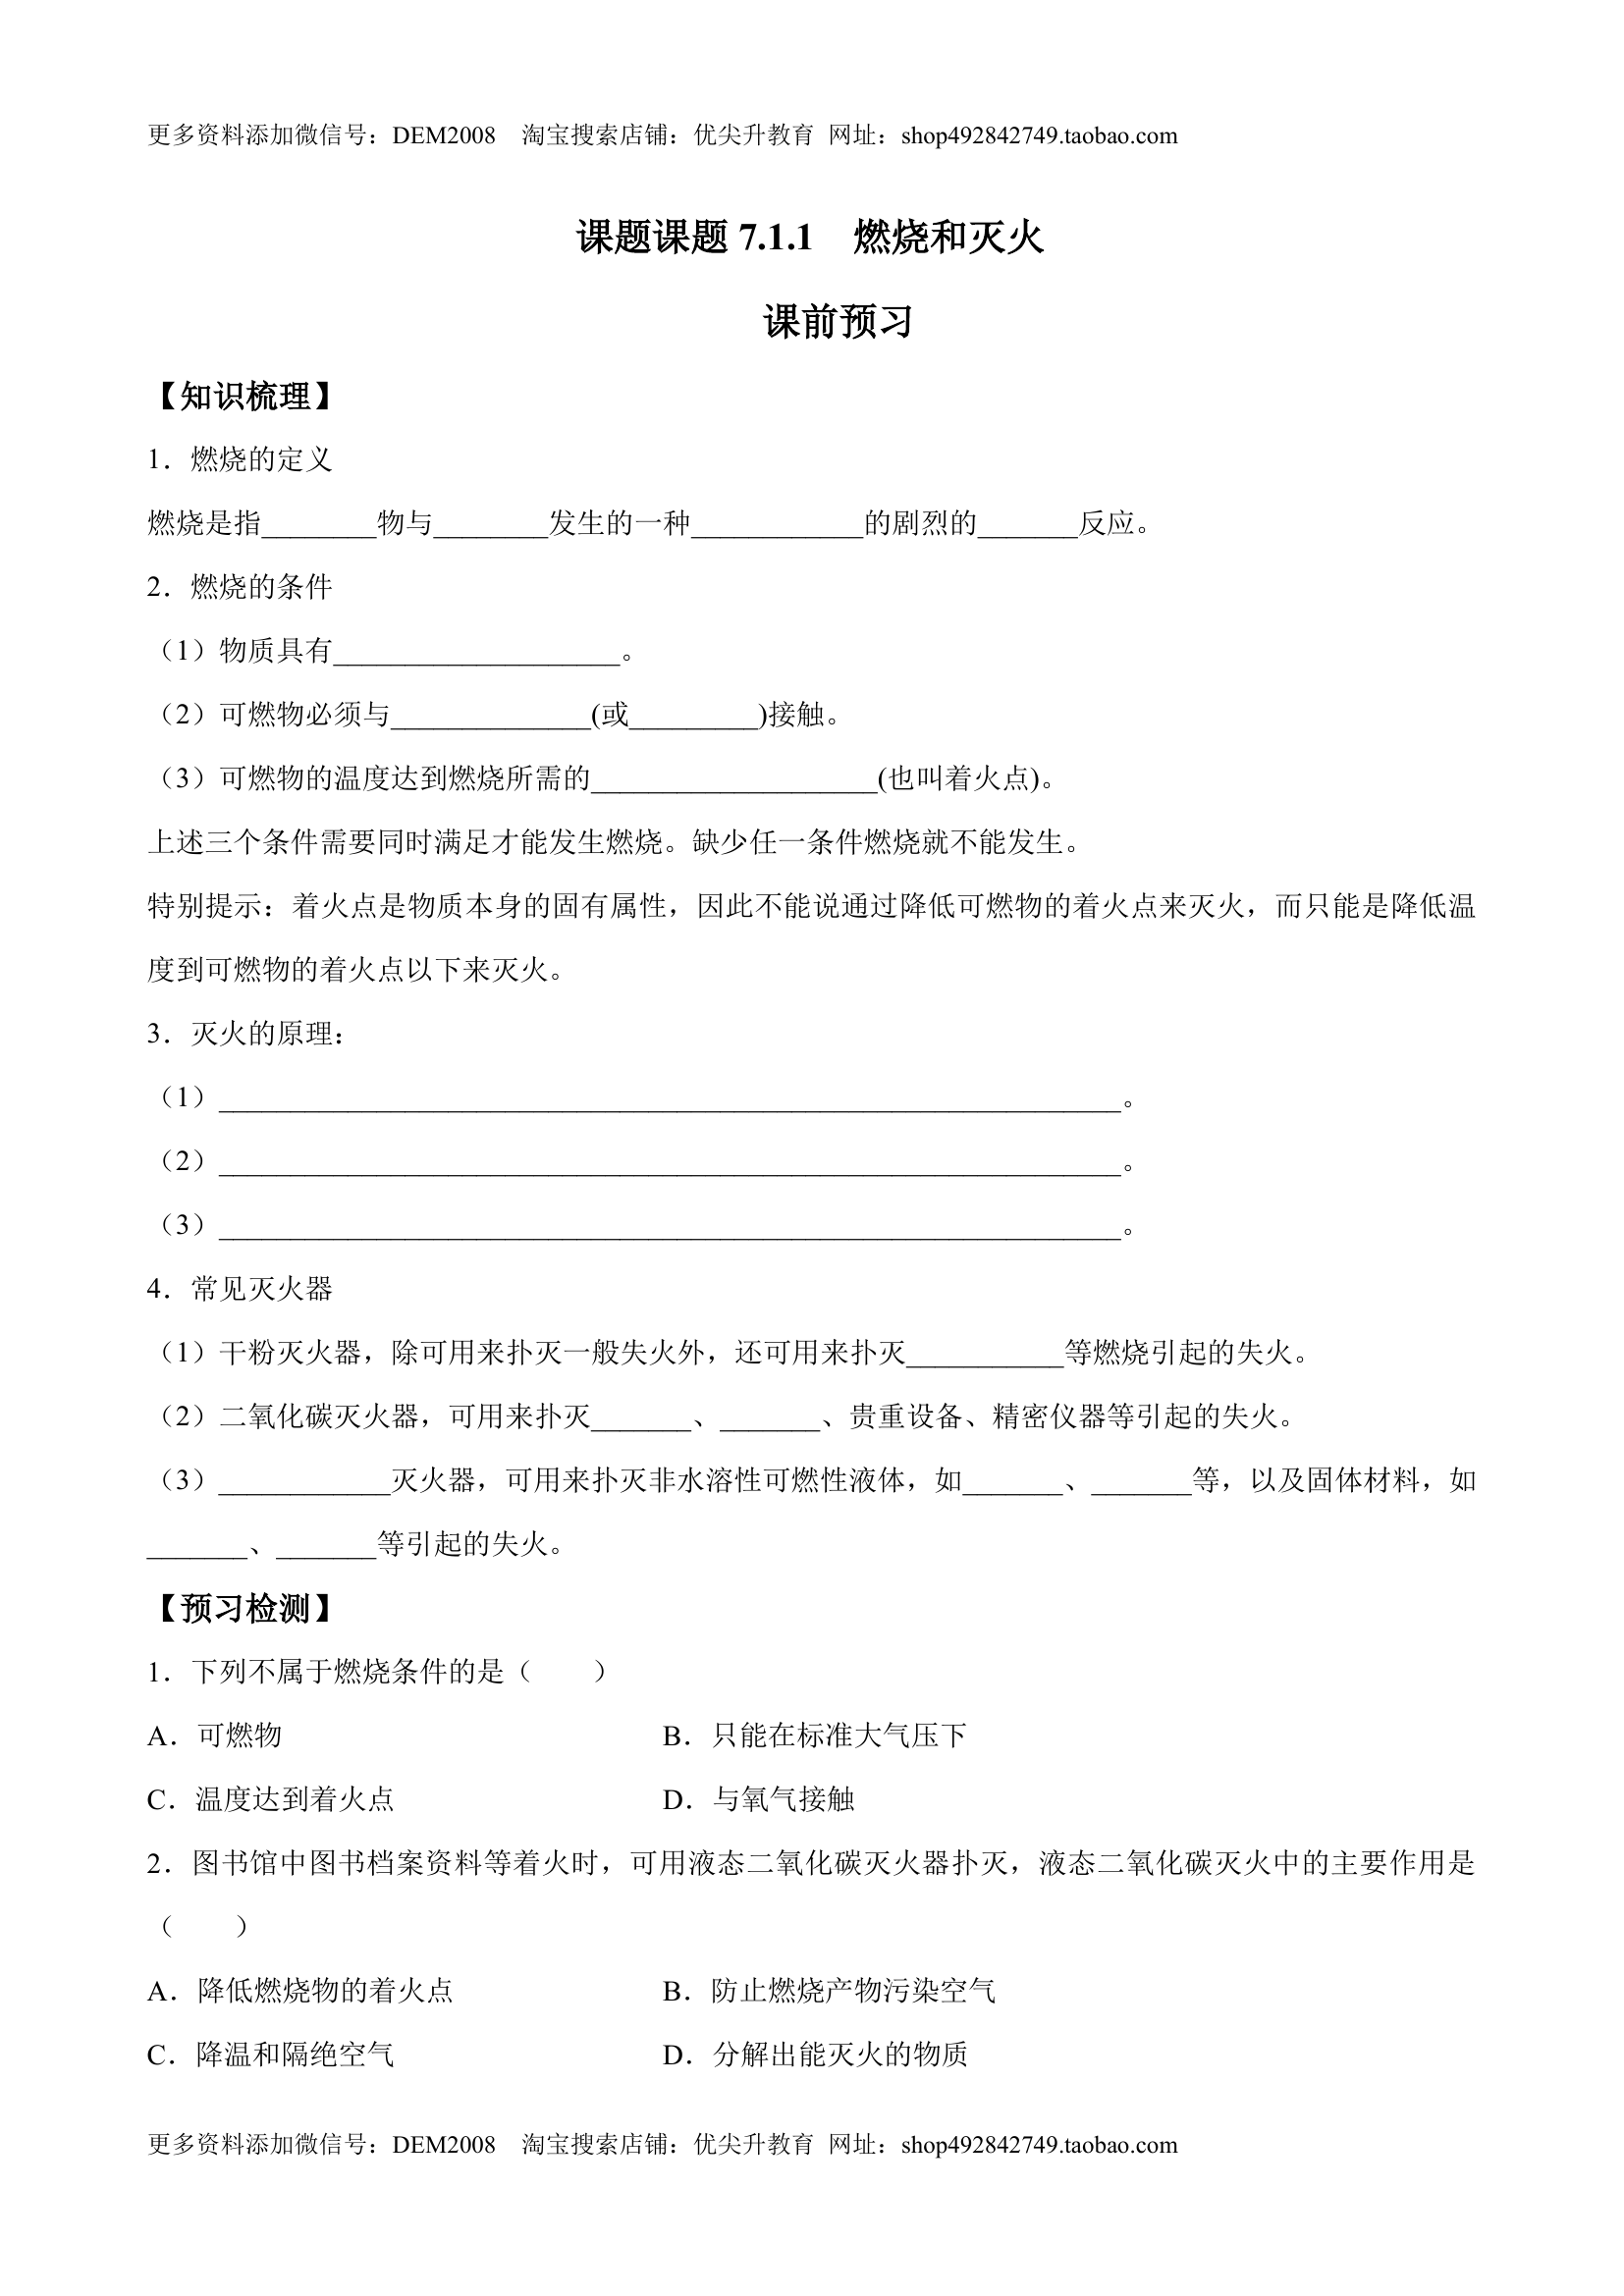 更多资料添加微信号：DEM2008　淘宝搜索店铺：优尖升教育 网址：shop492842749.taobao.com
课题课题 7.1.1　燃烧和灭火
课前预习
【知识梳理】
1．燃烧的定义
燃烧是指________物与________发生的一种____________的剧烈的_______反应。
2．燃烧的条件
（1）物质具有____________________。
（2）可燃物必须与______________(或_________)接触。
（3）可燃物的温度达到燃烧所需的____________________(也叫着火点)。
上述三个条件需要同时满足才能发生燃烧。缺少任一条件燃烧就不能发生。
特别提示：着火点是物质本身的固有属性，因此不能说通过降低可燃物的着火点来灭火，而只能是降低温
度到可燃物的着火点以下来灭火。
3．灭火的原理：
（1）_______________________________________________________________。
（2）_______________________________________________________________。
（3）_______________________________________________________________。
4．常见灭火器
（1）干粉灭火器，除可用来扑灭一般失火外，还可用来扑灭___________等燃烧引起的失火。
（2）二氧化碳灭火器，可用来扑灭_______、_______、贵重设备、精密仪器等引起的失火。
（3）____________灭火器，可用来扑灭非水溶性可燃性液体，如_______、_______等，以及固体材料，如
_______、_______等引起的失火。
【预习检测】
1．下列不属于燃烧条件的是（　　）
A．可燃物　　B．只能在标准大气压下
C．温度达到着火点　　D．与氧气接触
2．图书馆中图书档案资料等着火时，可用液态二氧化碳灭火器扑灭，液态二氧化碳灭火中的主要作用是
（　　）
A．降低燃烧物的着火点　　B．防止燃烧产物污染空气
C．降温和隔绝空气　　D．分解出能灭火的物质
更多资料添加微信号：DEM2008　淘宝搜索店铺：优尖升教育 网址：shop492842749.taobao.com